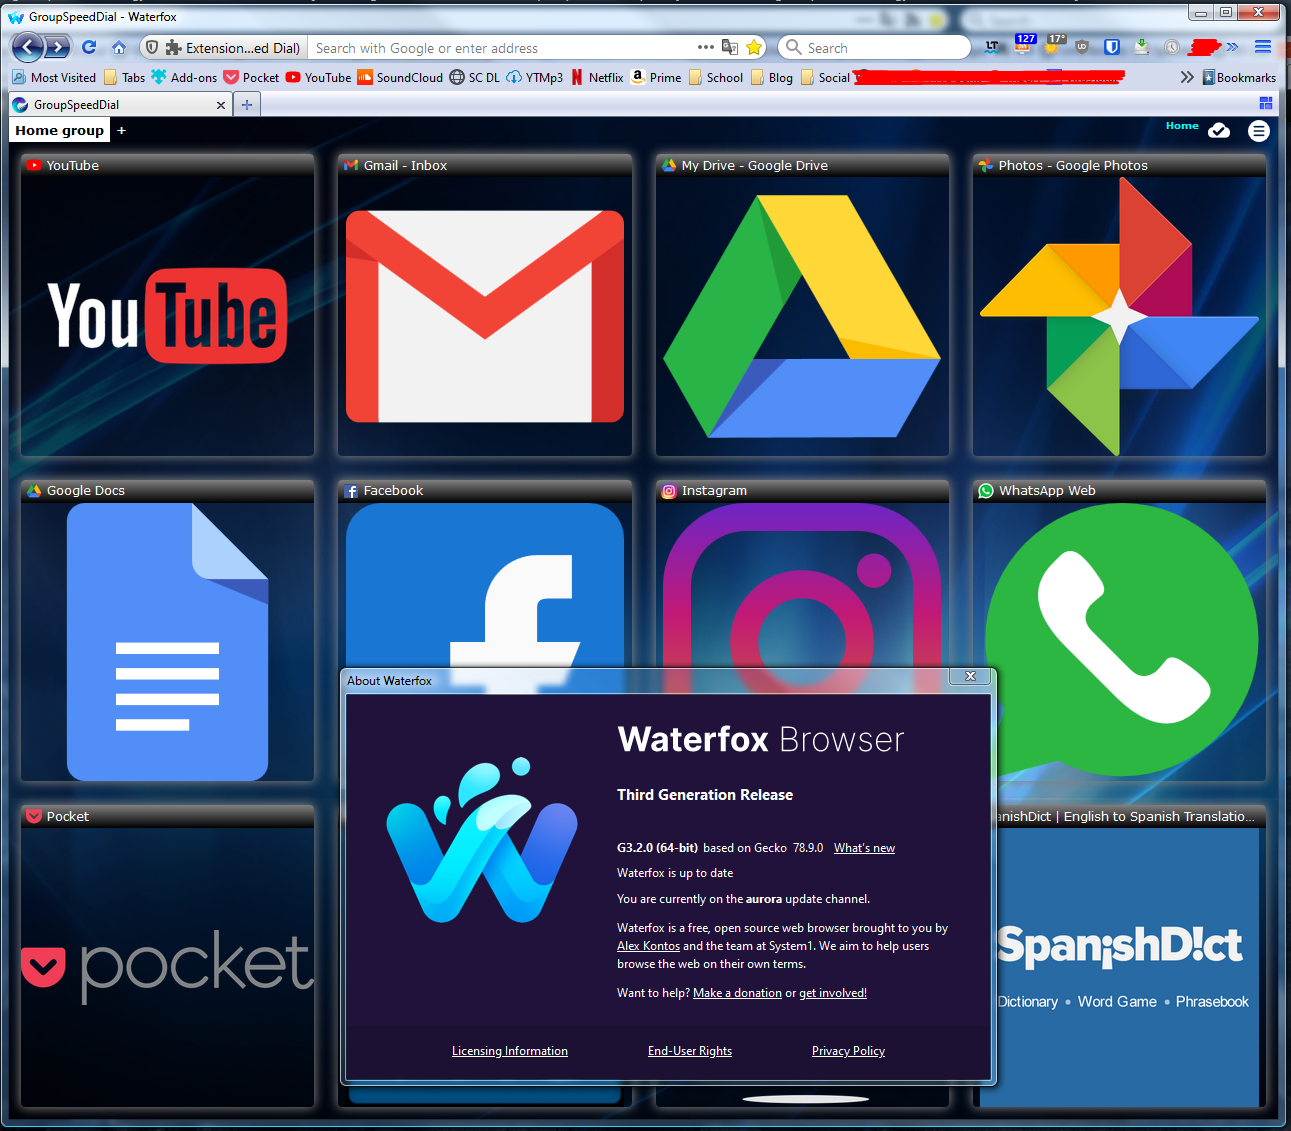 GroupSpeedDial - Waterfox
Extension...ed Dial)
Search with Google or enter address
Search
LT
127
17°
Most Visited
Tabs
Add-ons
Pocket
YouTube
SoundCloud
SC DL
YTMp3
Netflix
Prime
School
Blog
Social
Bookmarks
GroupSpeedDial
Home group
+
Home
YouTube
Gmail - Inbox
My Drive - Google Drive
Photos - Google Photos
YouTube
Google Docs
Facebook
Instagram
WhatsApp Web
About Waterfox
Waterfox Browser
Third Generation Release
G3.2.0 (64-bit) based on Gecko 78.9.0 What's new
Waterfox is up to date
You are currently on the aurora update channel.
Waterfox is a free, open source web browser brought to you by
Alex Kontos and the team at System1. We aim to help users
browse the web on their own terms.
Want to help? Make a donation or get involved!
Licensing Information
End-User Rights
Privacy Policy
Pocket
anishDict | English to Spanish Translatio...
pocket
SpanishD!ct
Dictionary • Word Game • Phrasebook